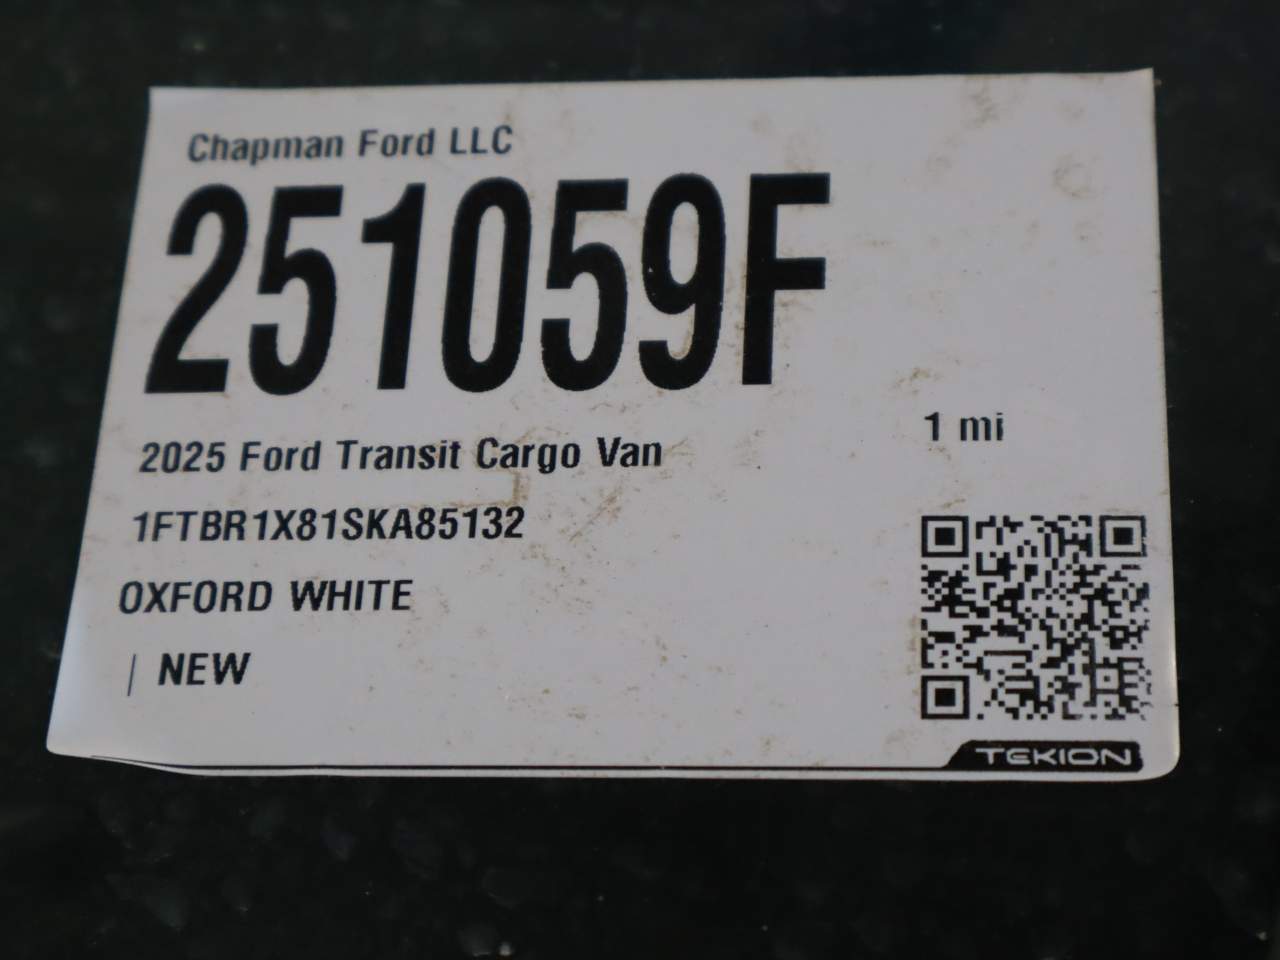 Chapman Ford LLC
251059F
1 mi
2025 Ford Transit Cargo Van
1FTBR1X81SKA85132
OXFORD WHITE
| NEW
TEKION